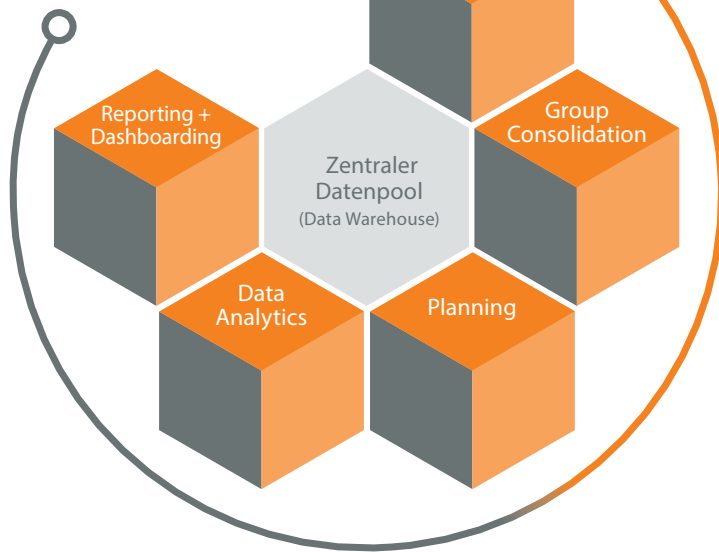 Reporting +
Dashboarding
Group
Consolidation
Zentraler
Datenpool
(Data Warehouse)
Data
Analytics
Planning